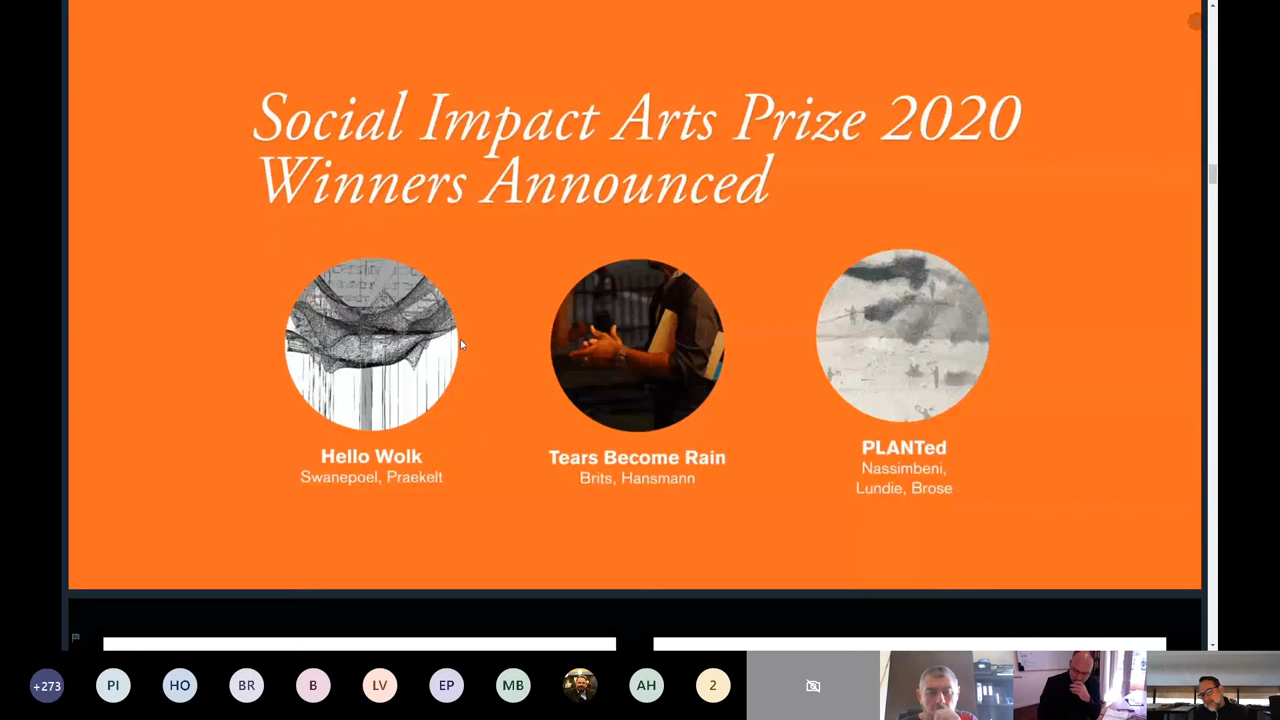 Social Impact Arts Prize 2020
Winners Announced
Hello Wolk
Swanepoel, Praekelt
Tears Become Rain
Brits, Hansmann
PLANTed
Nassimbeni,
Lundie, Brose
+273
PI
HO
BR
B
LV
EP
MB
AH
2